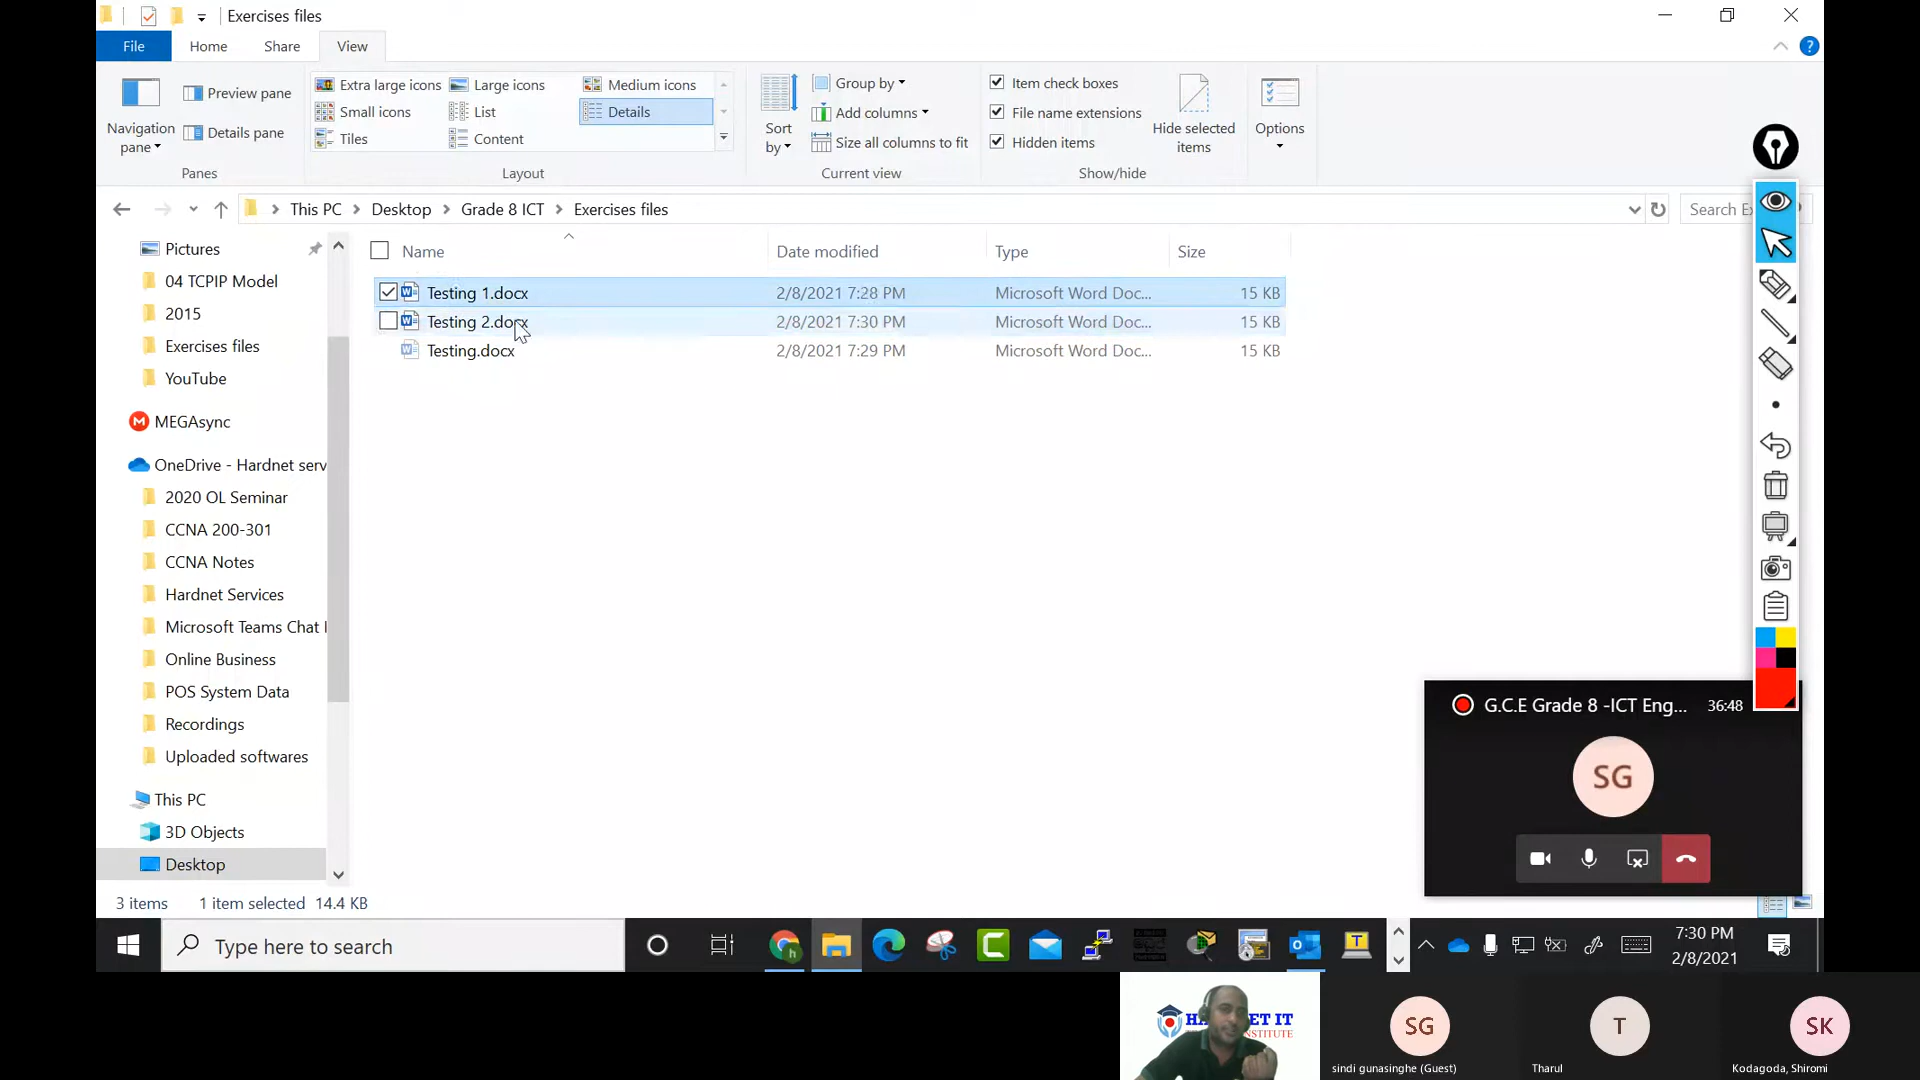 Exercises files
File
Home
Share
View
?
Navigation
pane
Preview pane
Details pane
Panes
Extra large icons
Large icons
Medium icons
Small icons
List
Details
Tiles
Content
Layout
Sort
by
Group by
Add columns
Size all columns to fit
Current view
Item check boxes
File name extensions
Hidden items
Hide selected
items
Show/hide
Options
This PC
Desktop
Grade 8 ICT
Exercises files
Search
Name
Date modified
Type
Size
Testing 1.docx
2/8/2021 7:28 PM
Microsoft Word Doc...
15 KB
Testing 2.docx
2/8/2021 7:30 PM
Microsoft Word Doc...
15 KB
Testing.docx
2/8/2021 7:29 PM
Microsoft Word Doc...
15 KB
Pictures
04 TCPIP Model
2015
Exercises files
YouTube
MEGAsync
OneDrive - Hardnet serv
2020 OL Seminar
CCNA 200-301
CCNA Notes
Hardnet Services
Microsoft Teams Chat
Online Business
POS System Data
Recordings
Uploaded softwares
This PC
3D Objects
Desktop
3 items
1 item selected 14.4 KB
G.C.E Grade 8 -ICT Eng...
36:48
SG
Type here to search
7:30 PM
2/8/2021
IT
SG
sindi gunasinghe (Guest)
T
Tharul
SK
Kodagoda, Shiromi